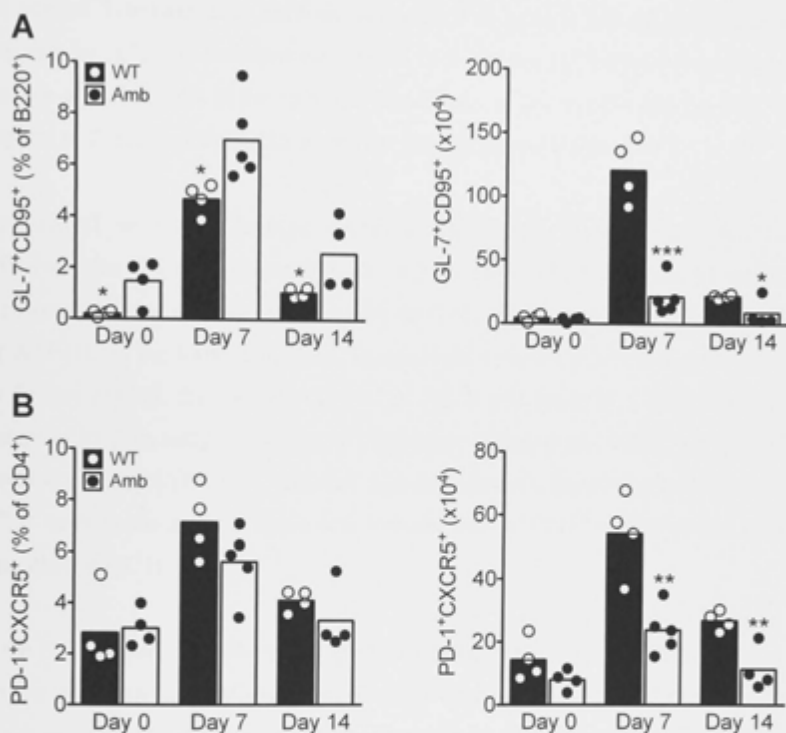 A
GL-7⁺CD95⁺ (% of B220⁺)
10
8
6
4
2
0
WT
Amb
*
*
*
Day 0 Day 7 Day 14
GL-7⁺CD95⁺ (x10⁴)
200
150
100
50
0
***
*
Day 0 Day 7 Day 14
B
PD-1⁺CXCR5⁺ (% of CD4⁺)
10
8
6
4
2
0
WT
Amb
Day 0 Day 7 Day 14
PD-1⁺CXCR5⁺ (x10⁴)
80
60
40
20
0
**
**
Day 0 Day 7 Day 14